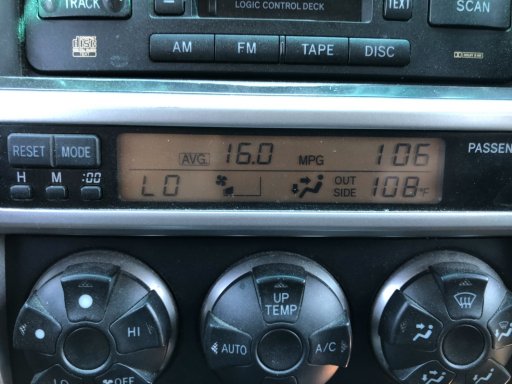 TRACK
LOGIC CONTROL DECK
TEXT
SCAN
AM FM TAPE DISC
RESET MODE
AVG. 16.0 MPG 106
PASSEN
H M :00
LO
OUT SIDE 108°F
HI
UP TEMP
AUTO A/C
LO OFF